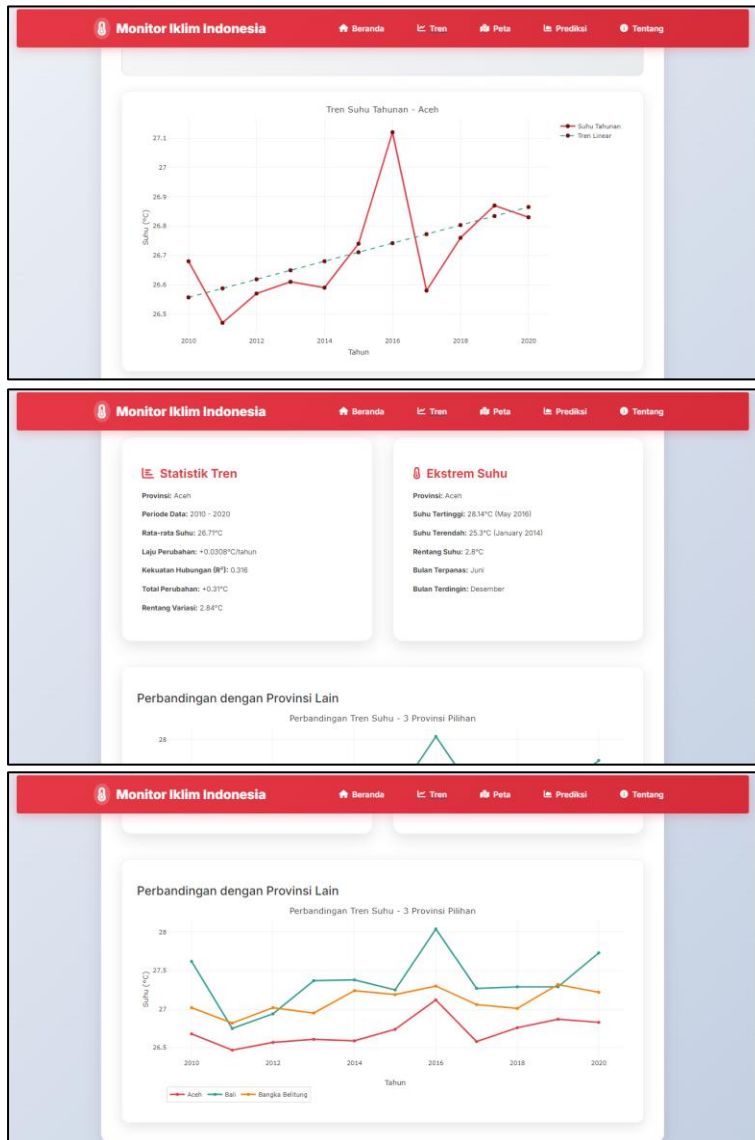 Monitor Iklim Indonesia Beranda Tren Peta Prediksi Tentang
Tren Suhu Tahunan - Aceh
Suhu Tahunan
Tren Linear
27.1
27
26.9
26.8
26.7
26.6
26.5
Suhu (°C)
2010 2012 2014 2016 2018 2020
Tahun
Monitor Iklim Indonesia Beranda Tren Peta Prediksi Tentang
Statistik Tren
Provinsi: Aceh
Periode Data: 2010 - 2020
Rata-rata Suhu: 26.71°C
Laju Perubahan: +0.0308°C/tahun
Kekuatan Hubungan (R²): 0.316
Total Perubahan: +0.31°C
Rentang Variasi: 2.84°C
Ekstrem Suhu
Provinsi: Aceh
Suhu Tertinggi: 28.14°C (May 2016)
Suhu Terendah: 25.3°C (January 2014)
Rentang Suhu: 2.8°C
Bulan Terpanas: Juni
Bulan Terdingin: Desember
Perbandingan dengan Provinsi Lain
Perbandingan Tren Suhu - 3 Provinsi Pilihan
28
Monitor Iklim Indonesia Beranda Tren Peta Prediksi Tentang
Perbandingan dengan Provinsi Lain
Perbandingan Tren Suhu - 3 Provinsi Pilihan
28
27.5
27
26.5
Suhu (°C)
2010 2012 2014 2016 2018 2020
Tahun
Aceh Bali Bangka Belitung